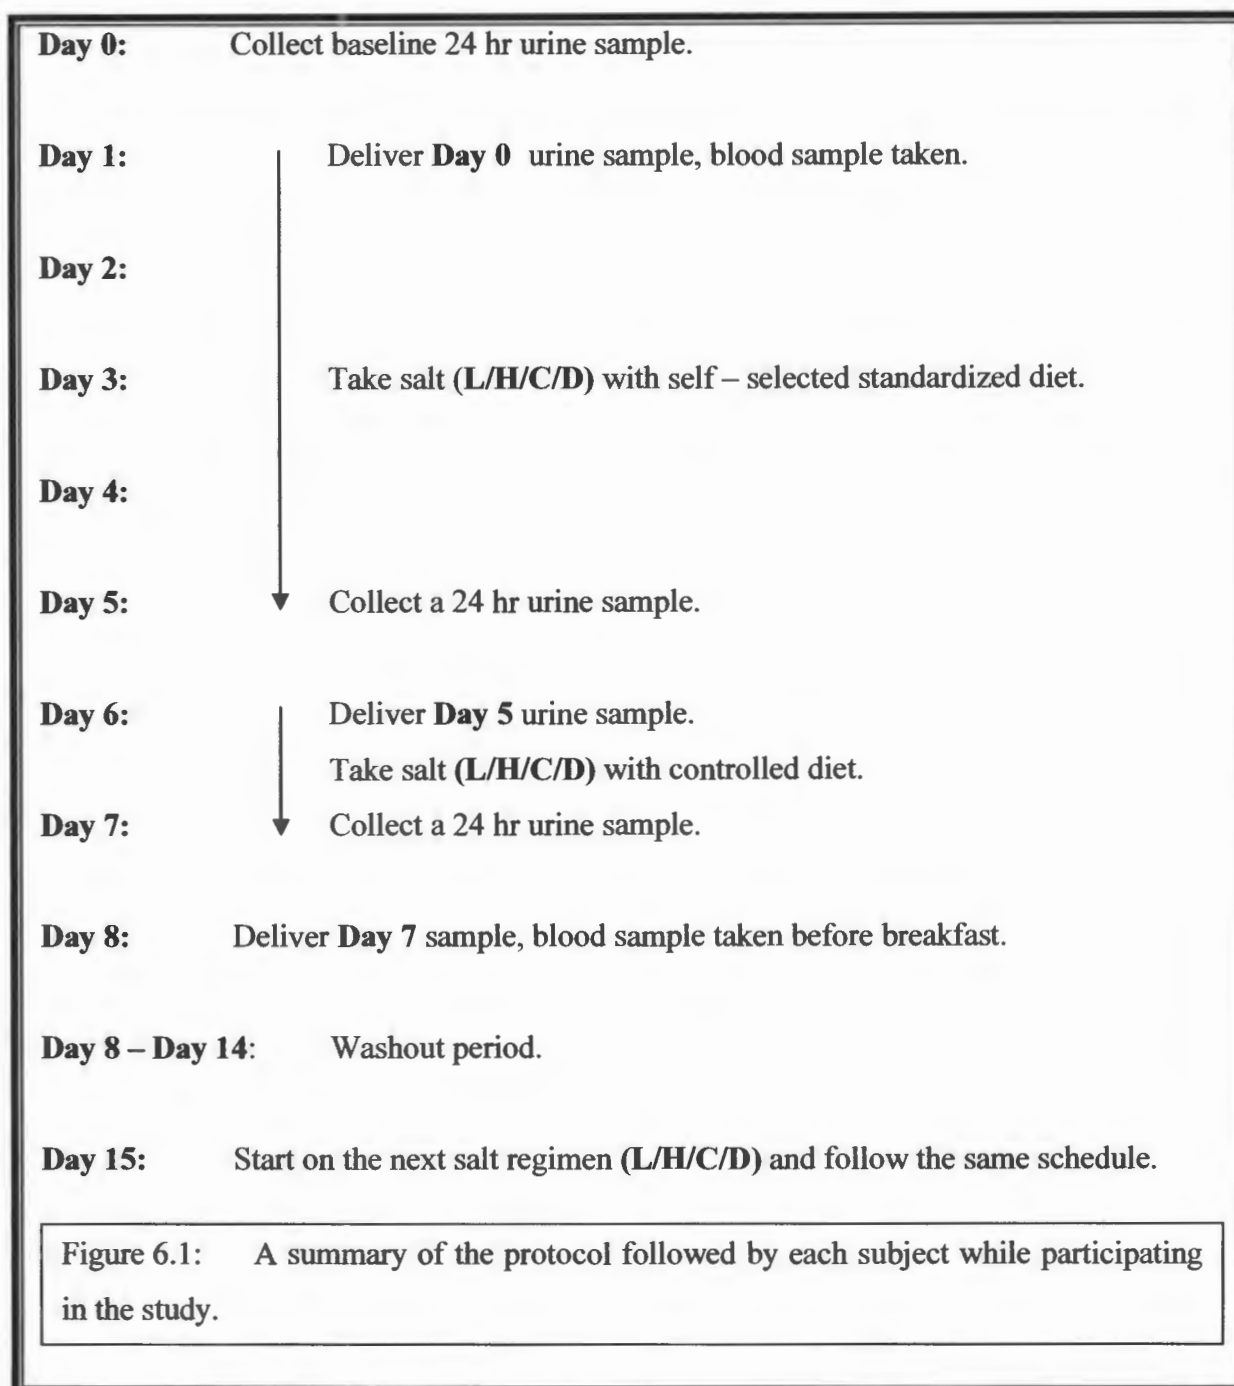 Day 0: Collect baseline 24 hr urine sample.
Day 1: Deliver Day 0 urine sample, blood sample taken.
Day 2:
Day 3: Take salt (L/H/C/D) with self – selected standardized diet.
Day 4:
Day 5: Collect a 24 hr urine sample.
Day 6: Deliver Day 5 urine sample.
Take salt (L/H/C/D) with controlled diet.
Day 7: Collect a 24 hr urine sample.
Day 8: Deliver Day 7 sample, blood sample taken before breakfast.
Day 8 – Day 14: Washout period.
Day 15: Start on the next salt regimen (L/H/C/D) and follow the same schedule.
Figure 6.1: A summary of the protocol followed by each subject while participating
in the study.